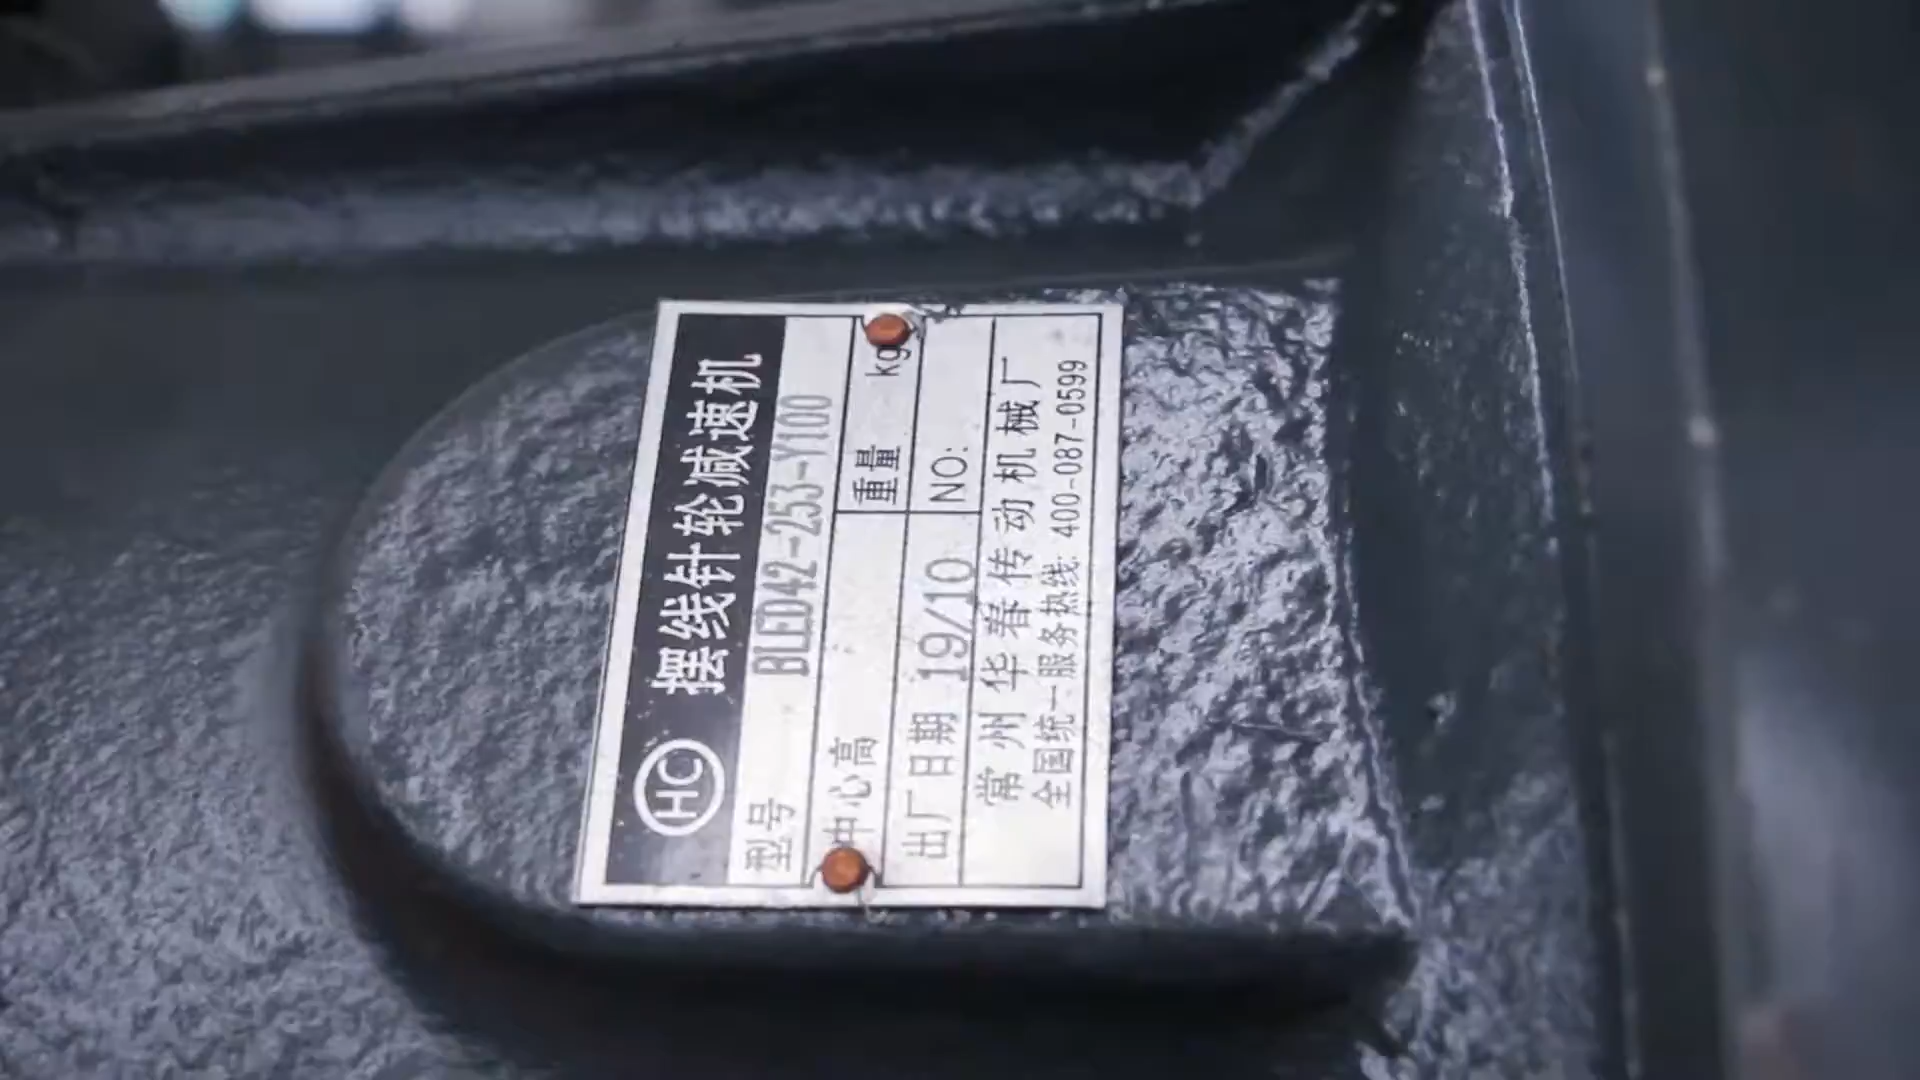 HC 摆线针轮减速机
型号 BLED42-253-Y100
中心高 重量 kg
出厂日期 19/10 NO:
常州华春传动机械厂
全国统一服务热线: 400-087-0599